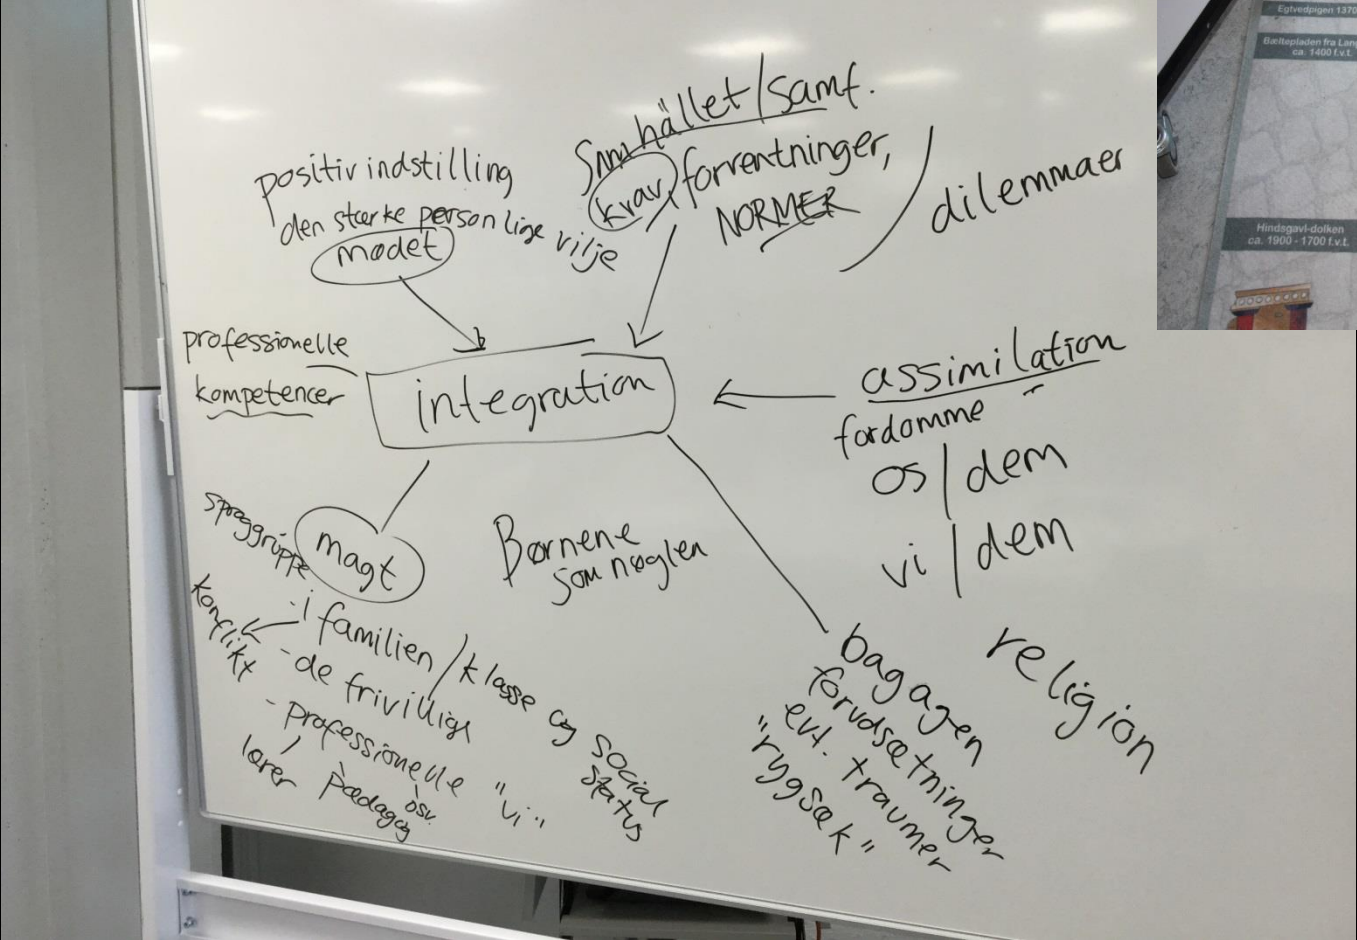 Samhället/samf.
krav, forventninger,
NORMER
dilemmaer
positiv indstilling
den stærke personlige vilje
mødet
professionelle
kompetencer
integration
assimilation
fordomme
os/dem
vi/dem
religion
Børnene
som nøglen
sproggruppe
magt
konflikt
- i familien/klasse og social
status
- de frivillige
- professionelle "vi"
lærer pædagog osv.
bagagen
forudsætninger
evt. traumer
"rygsæk"
Egtvedpigen 1370
Bæltepladen fra Lang
ca. 1400 f.v.t.
Hindsgavl-dolken
ca. 1900 - 1700 f.v.t.